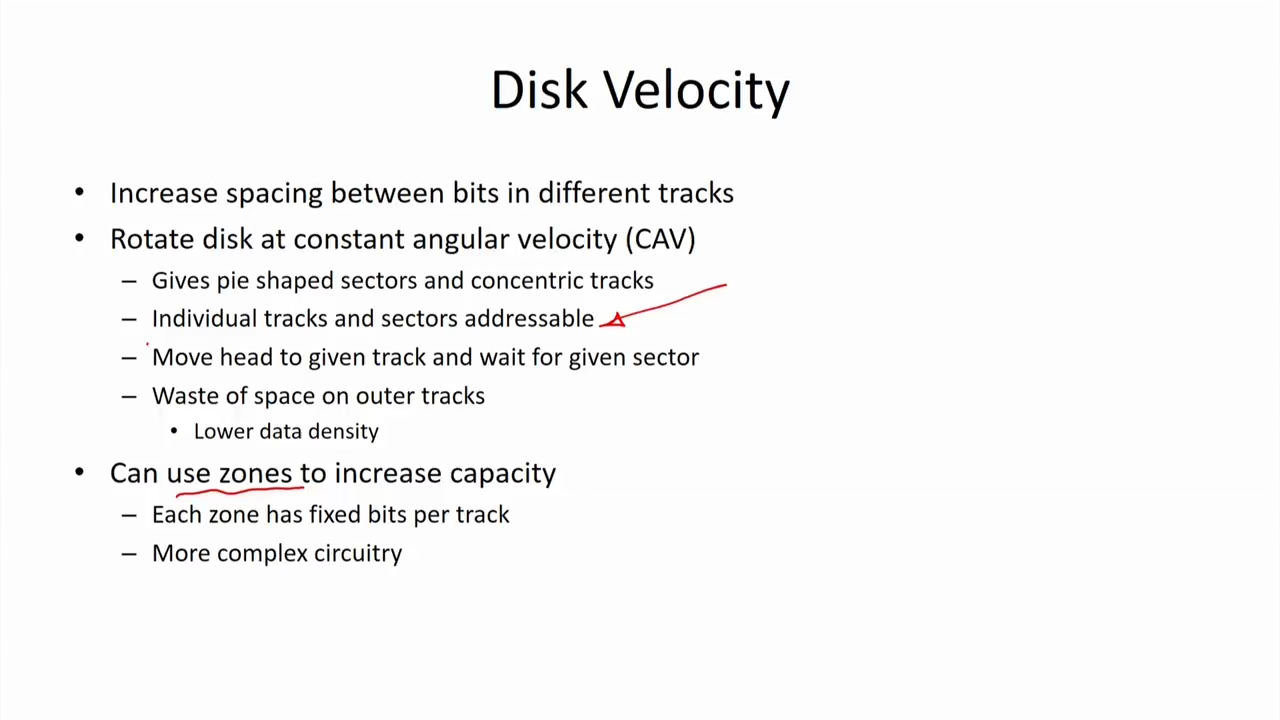 Disk Velocity
• Increase spacing between bits in different tracks
• Rotate disk at constant angular velocity (CAV)
– Gives pie shaped sectors and concentric tracks
– Individual tracks and sectors addressable
– Move head to given track and wait for given sector
– Waste of space on outer tracks
• Lower data density
• Can use zones to increase capacity
– Each zone has fixed bits per track
– More complex circuitry